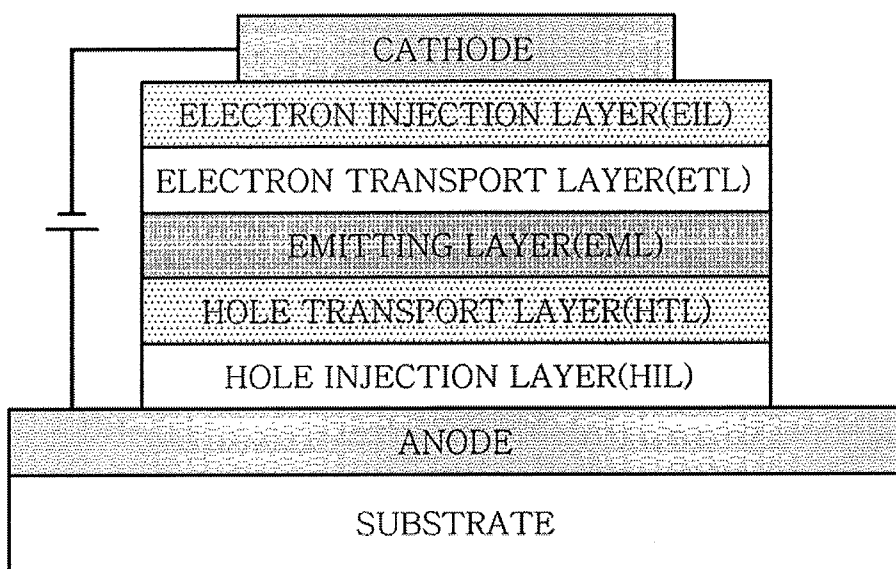 CATHODE
ELECTRON INJECTION LAYER(EIL)
ELECTRON TRANSPORT LAYER(ETL)
EMITTING LAYER(EML)
HOLE TRANSPORT LAYER(HTL)
HOLE INJECTION LAYER(HIL)
ANODE
SUBSTRATE